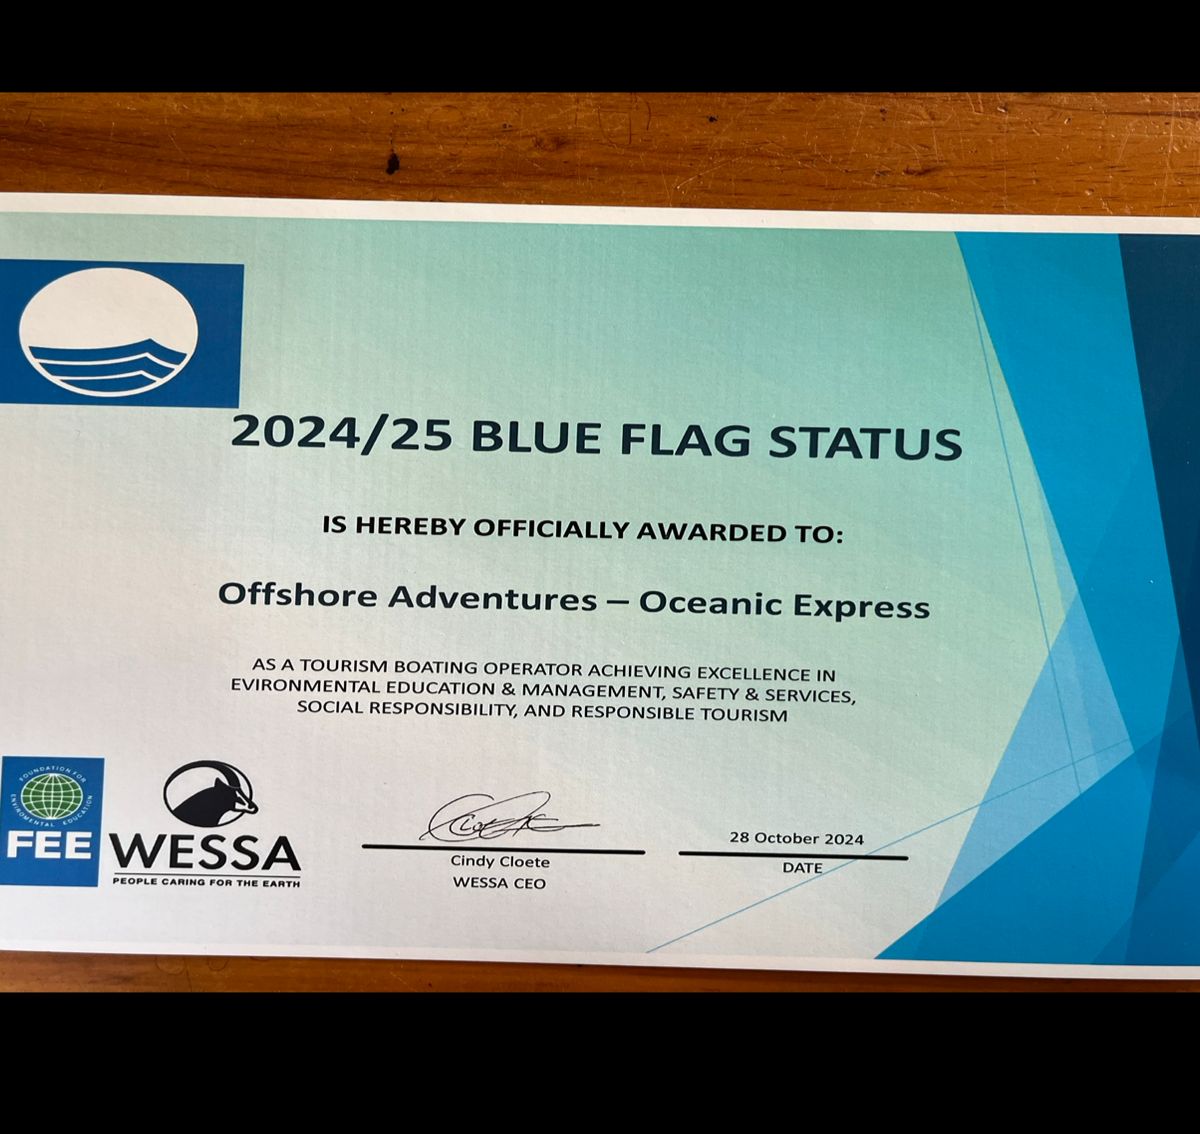 2024/25 BLUE FLAG STATUS
IS HEREBY OFFICIALLY AWARDED TO:
Offshore Adventures – Oceanic Express
AS A TOURISM BOATING OPERATOR ACHIEVING EXCELLENCE IN
EVIRONMENTAL EDUCATION & MANAGEMENT, SAFETY & SERVICES,
SOCIAL RESPONSIBILITY, AND RESPONSIBLE TOURISM
FOUNDATION FOR
ENVIRONMENTAL EDUCATION
FEE
WESSA
PEOPLE CARING FOR THE EARTH
Cindy Cloete
WESSA CEO
28 October 2024
DATE